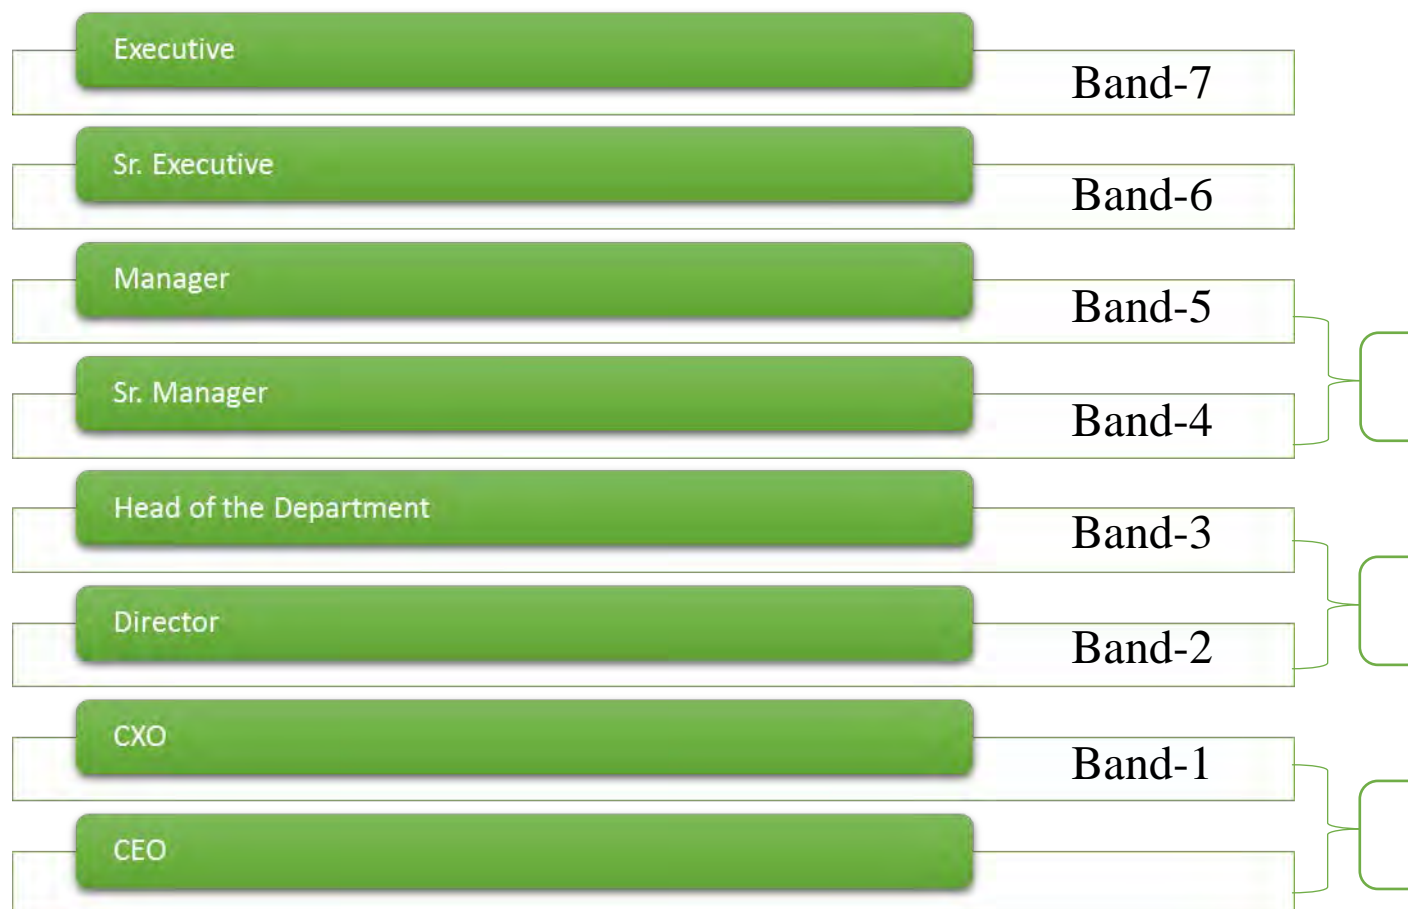 Executive
Band-7
Sr. Executive
Band-6
Manager
Band-5
Sr. Manager
Band-4
Head of the Department
Band-3
Director
Band-2
CXO
Band-1
CEO